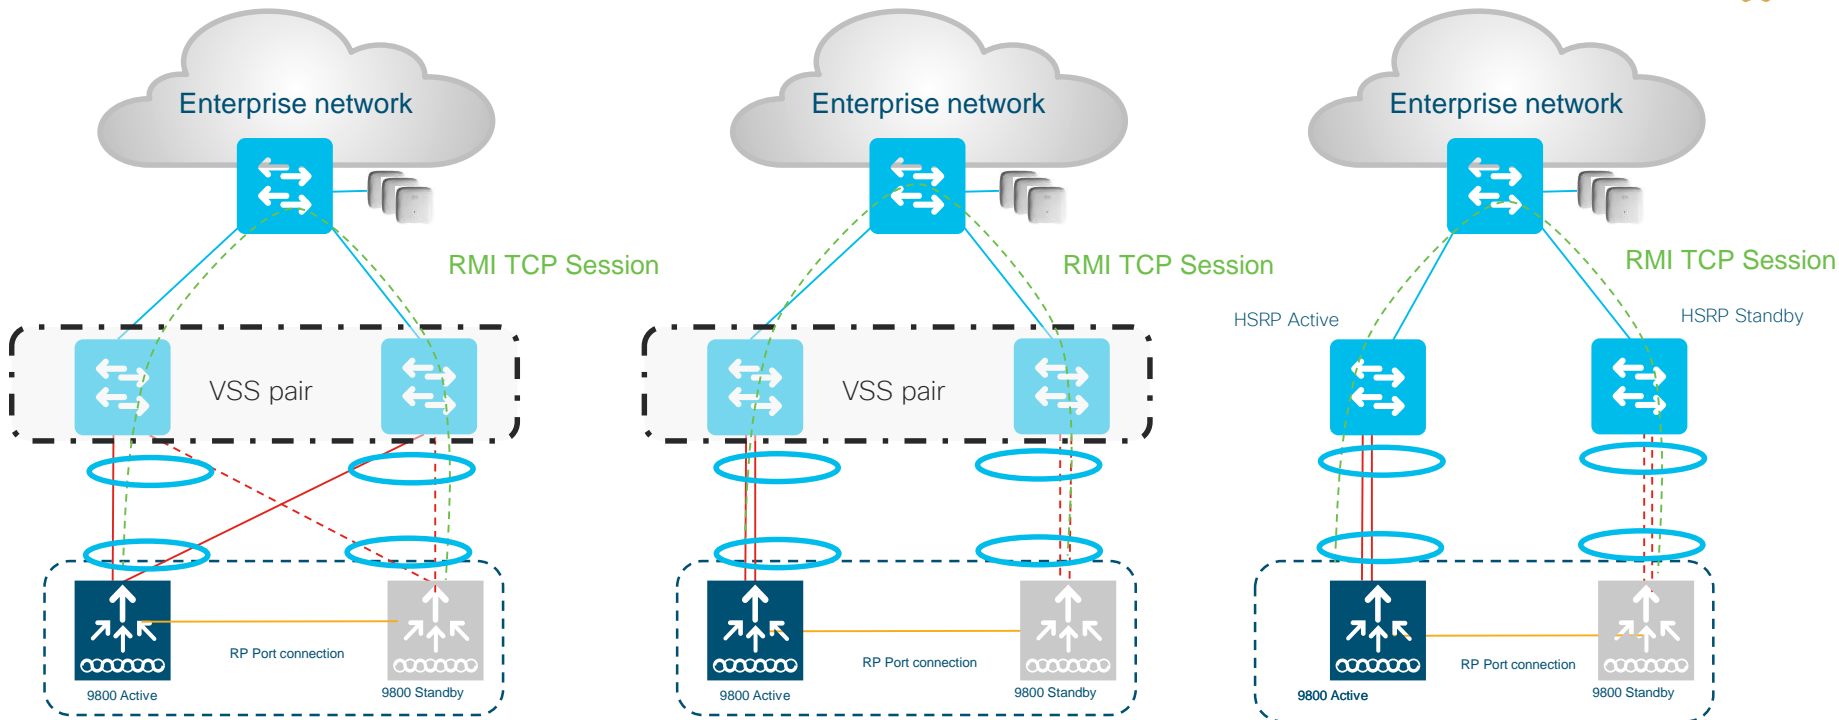 Enterprise network
RMI TCP Session
VSS pair
RP Port connection
9800 Active
9800 Standby
Enterprise network
RMI TCP Session
VSS pair
RP Port connection
9800 Active
9800 Standby
Enterprise network
RMI TCP Session
HSRP Active
HSRP Standby
RP Port connection
9800 Active
9800 Standby